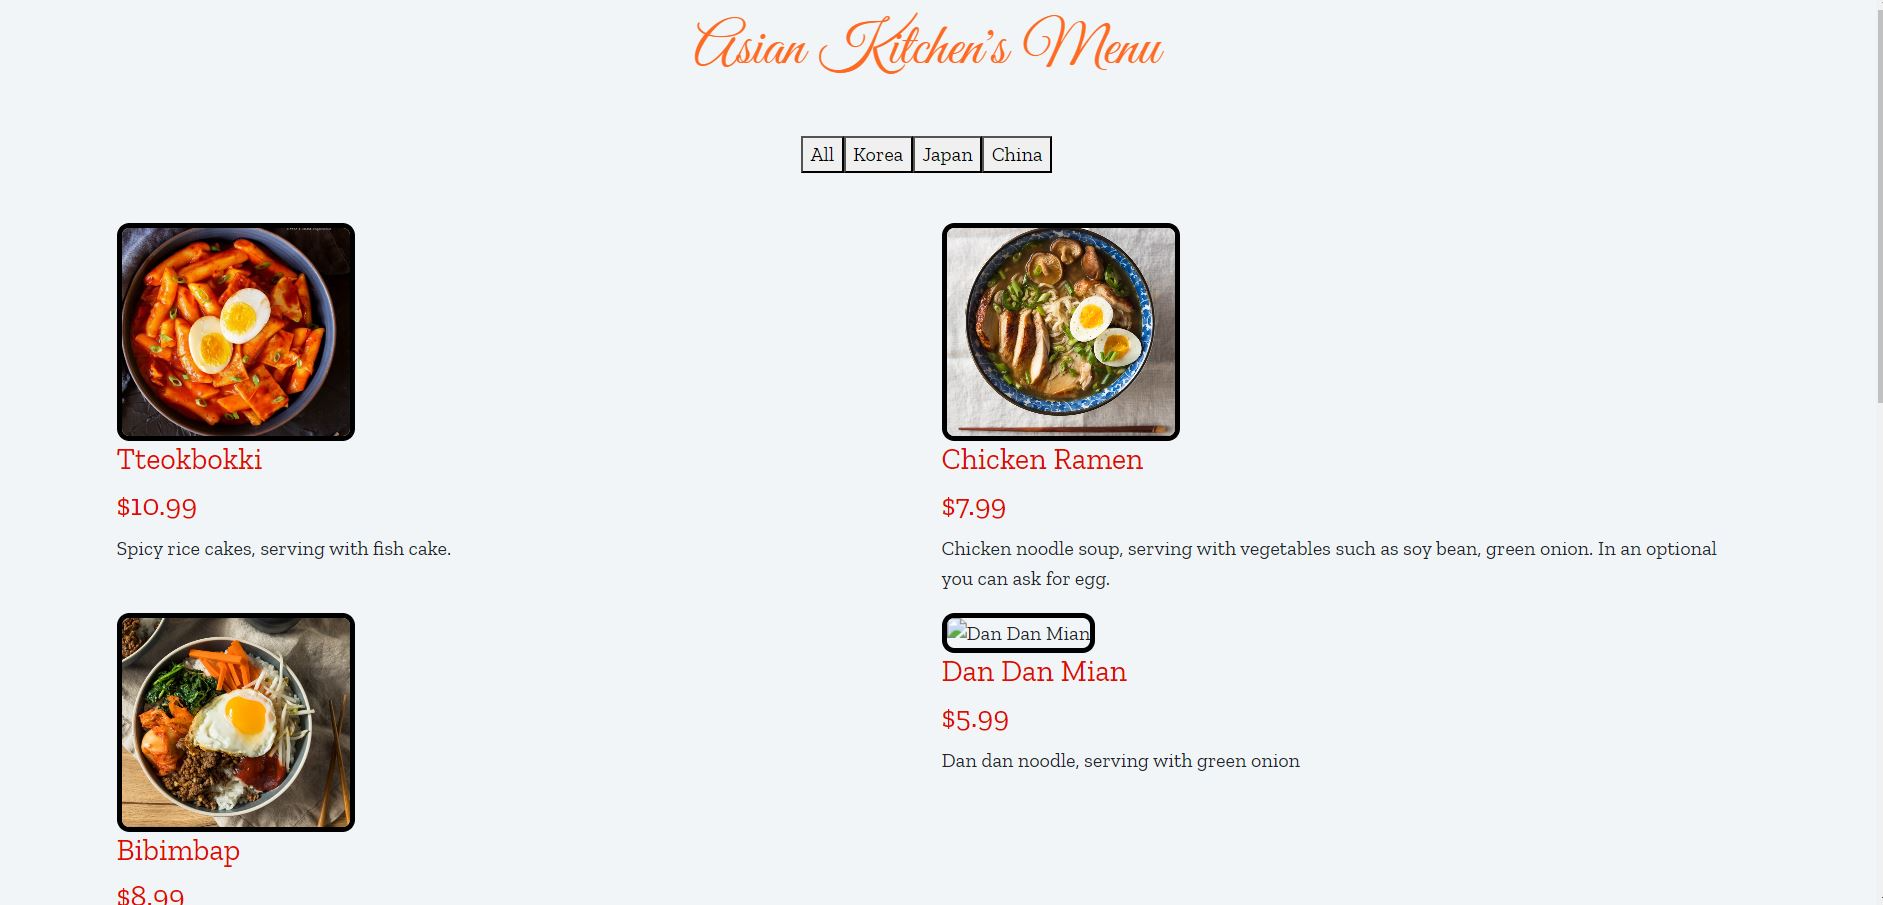 Asian Kitchen's Menu
All Korea Japan China
Tteokbokki
$10.99
Spicy rice cakes, serving with fish cake.
Chicken Ramen
$7.99
Chicken noodle soup, serving with vegetables such as soy bean, green onion. In an optional
you can ask for egg.
Bibimbap
$8.99
Dan Dan Mian
Dan Dan Mian
$5.99
Dan dan noodle, serving with green onion